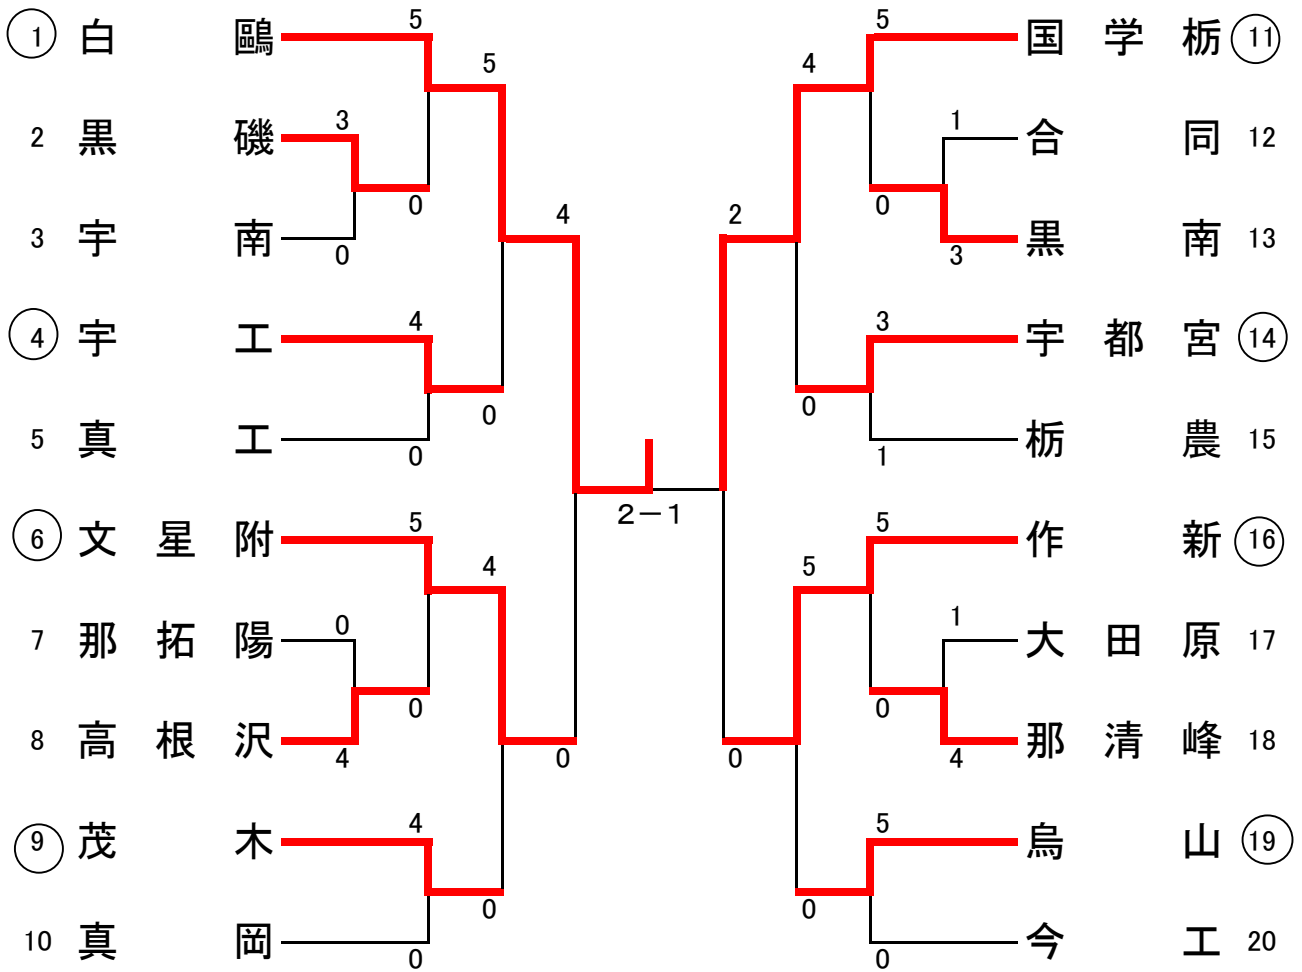 1 白鷗 5
5
2 黒磯 3
0
3 宇南 0
4
4 宇工 4
0
5 真工 0
6 文星附 5
4
7 那拓陽 0
0
8 高根沢 4
0
9 茂木 4
0
10 真岡 0
2－1
5 国学栃 11
4
1 合同 12
0
3 黒南 13
2
3 宇都宮 14
0
1 栃農 15
5 作新 16
5
1 大田原 17
0
4 那清峰 18
0
5 烏山 19
0
0 今工 20